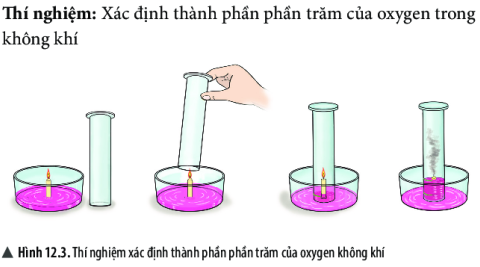 Thí nghiệm: Xác định thành phần phần trăm của oxygen trong
không khí
▲ Hình 12.3. Thí nghiệm xác định thành phần phần trăm của oxygen không khí